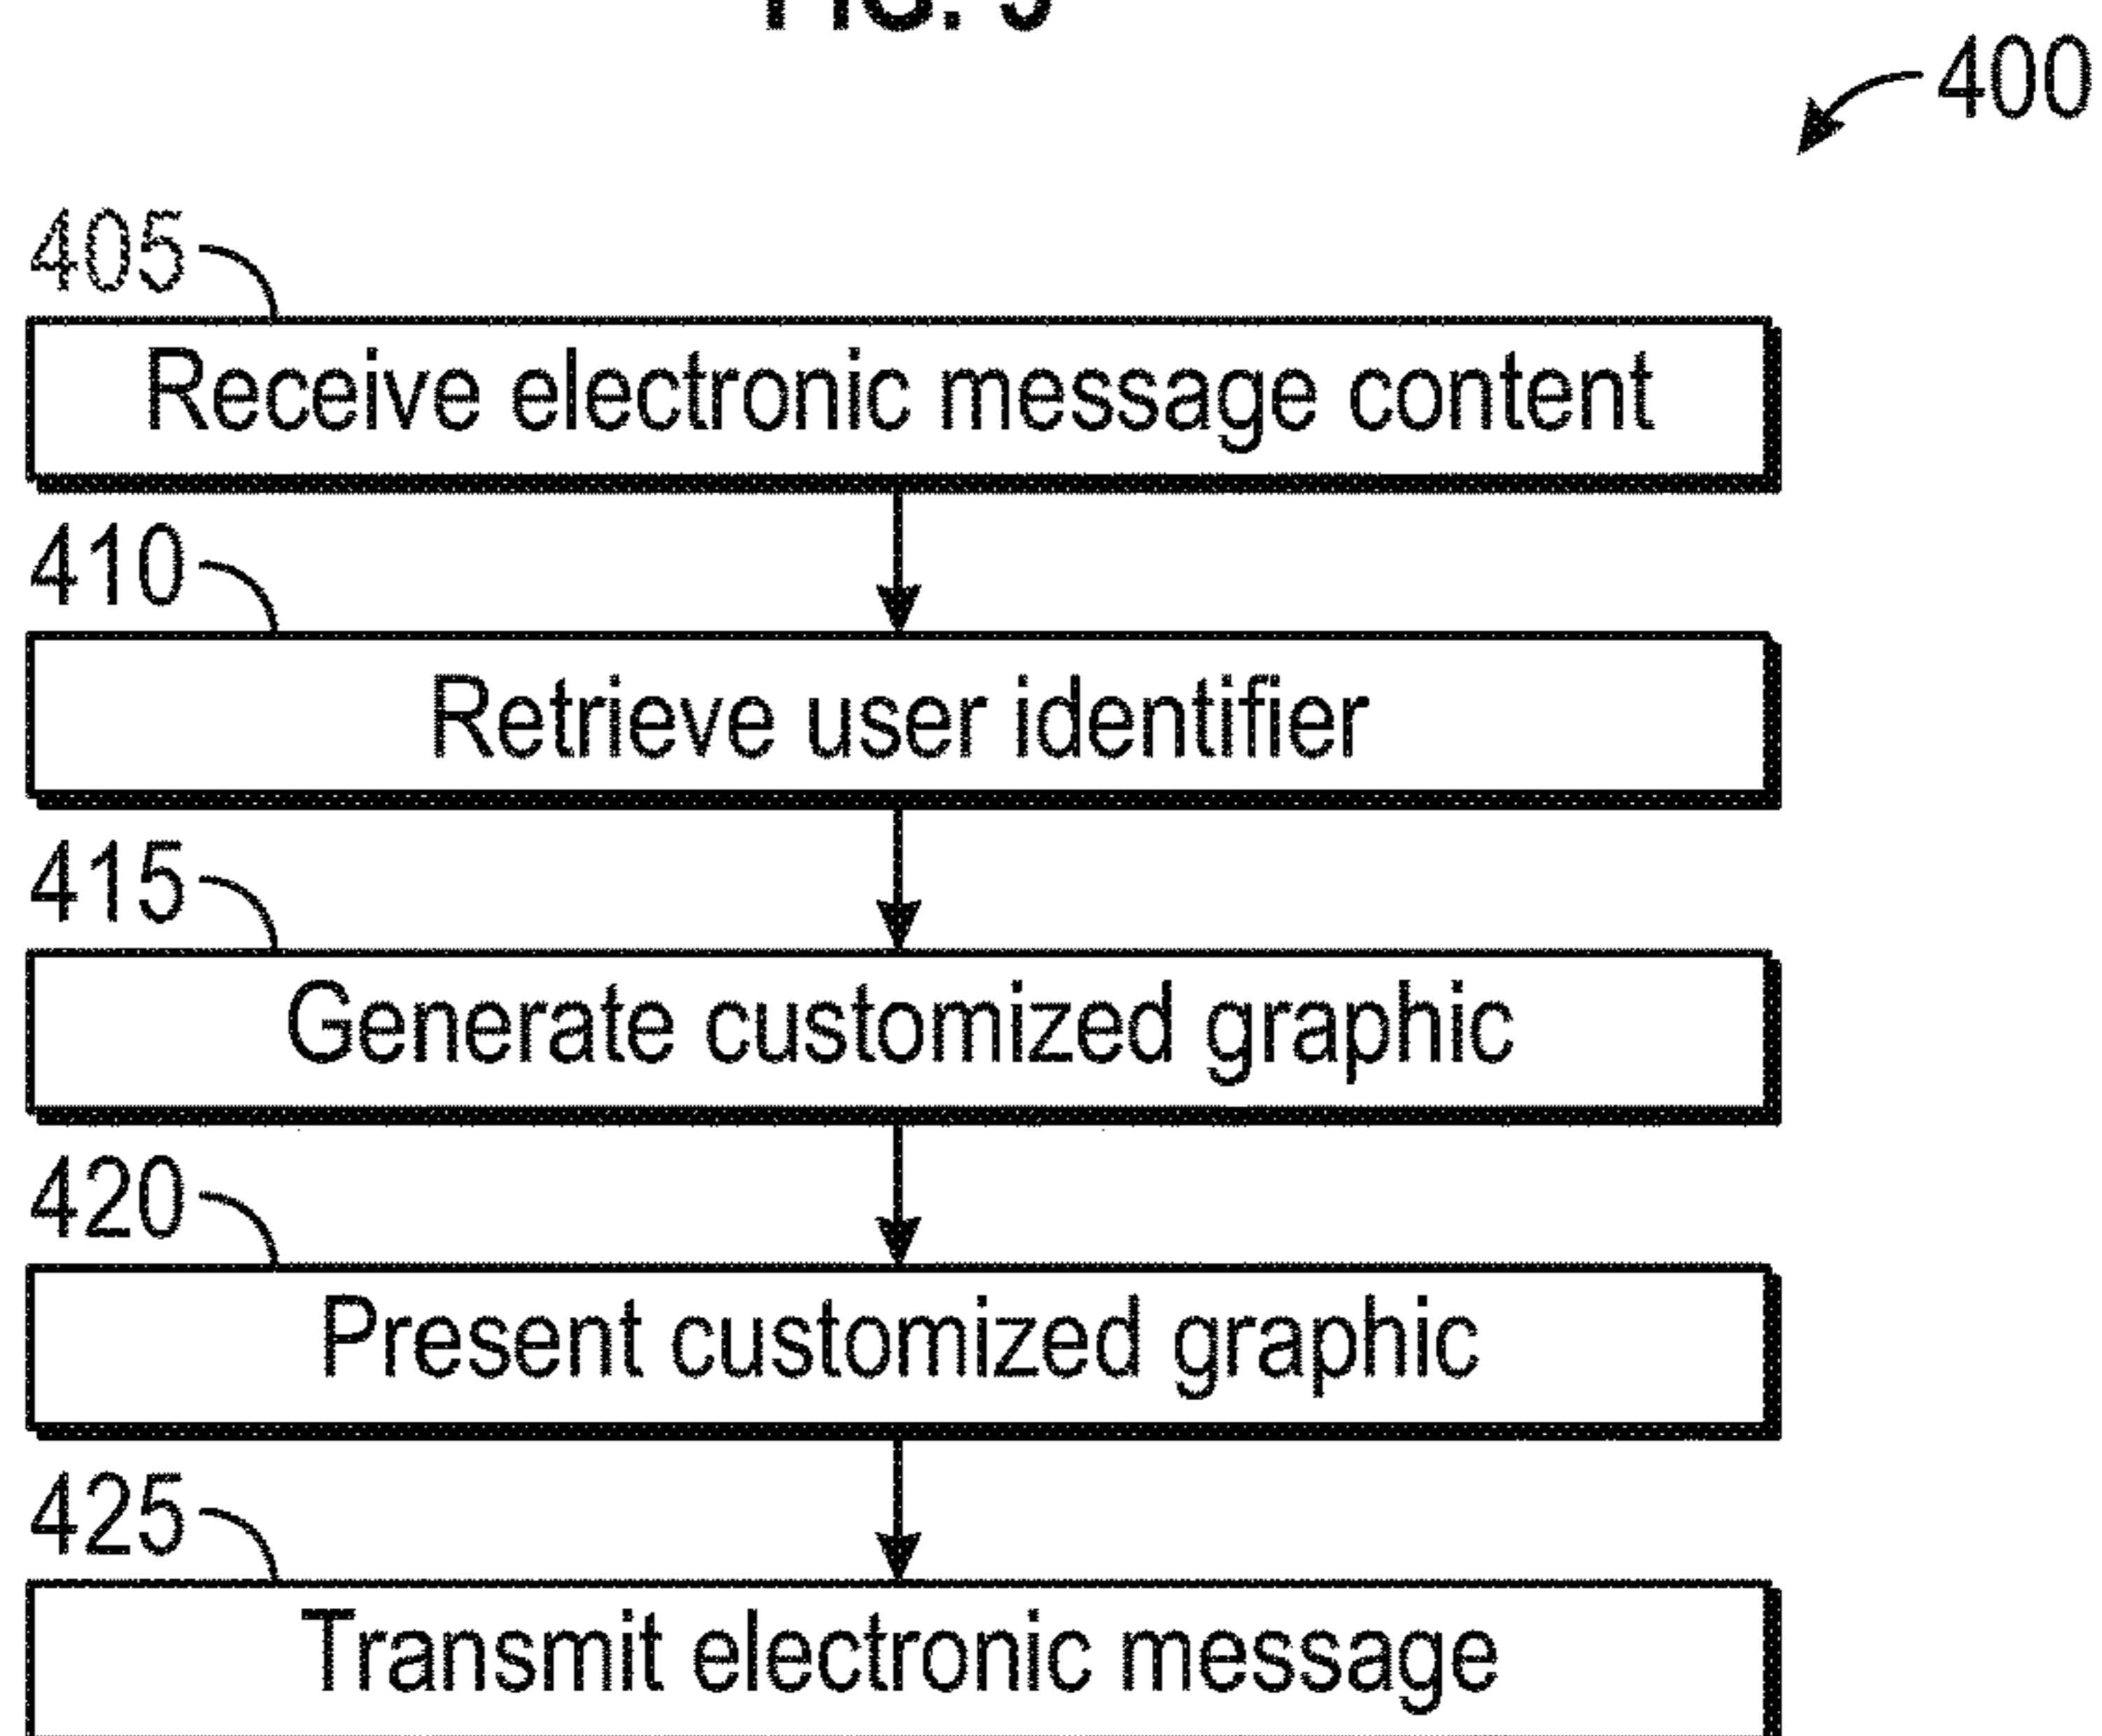 400
405
Receive electronic message content
410
Retrieve user identifier
415
Generate customized graphic
420
Present customized graphic
425
Transmit electronic message